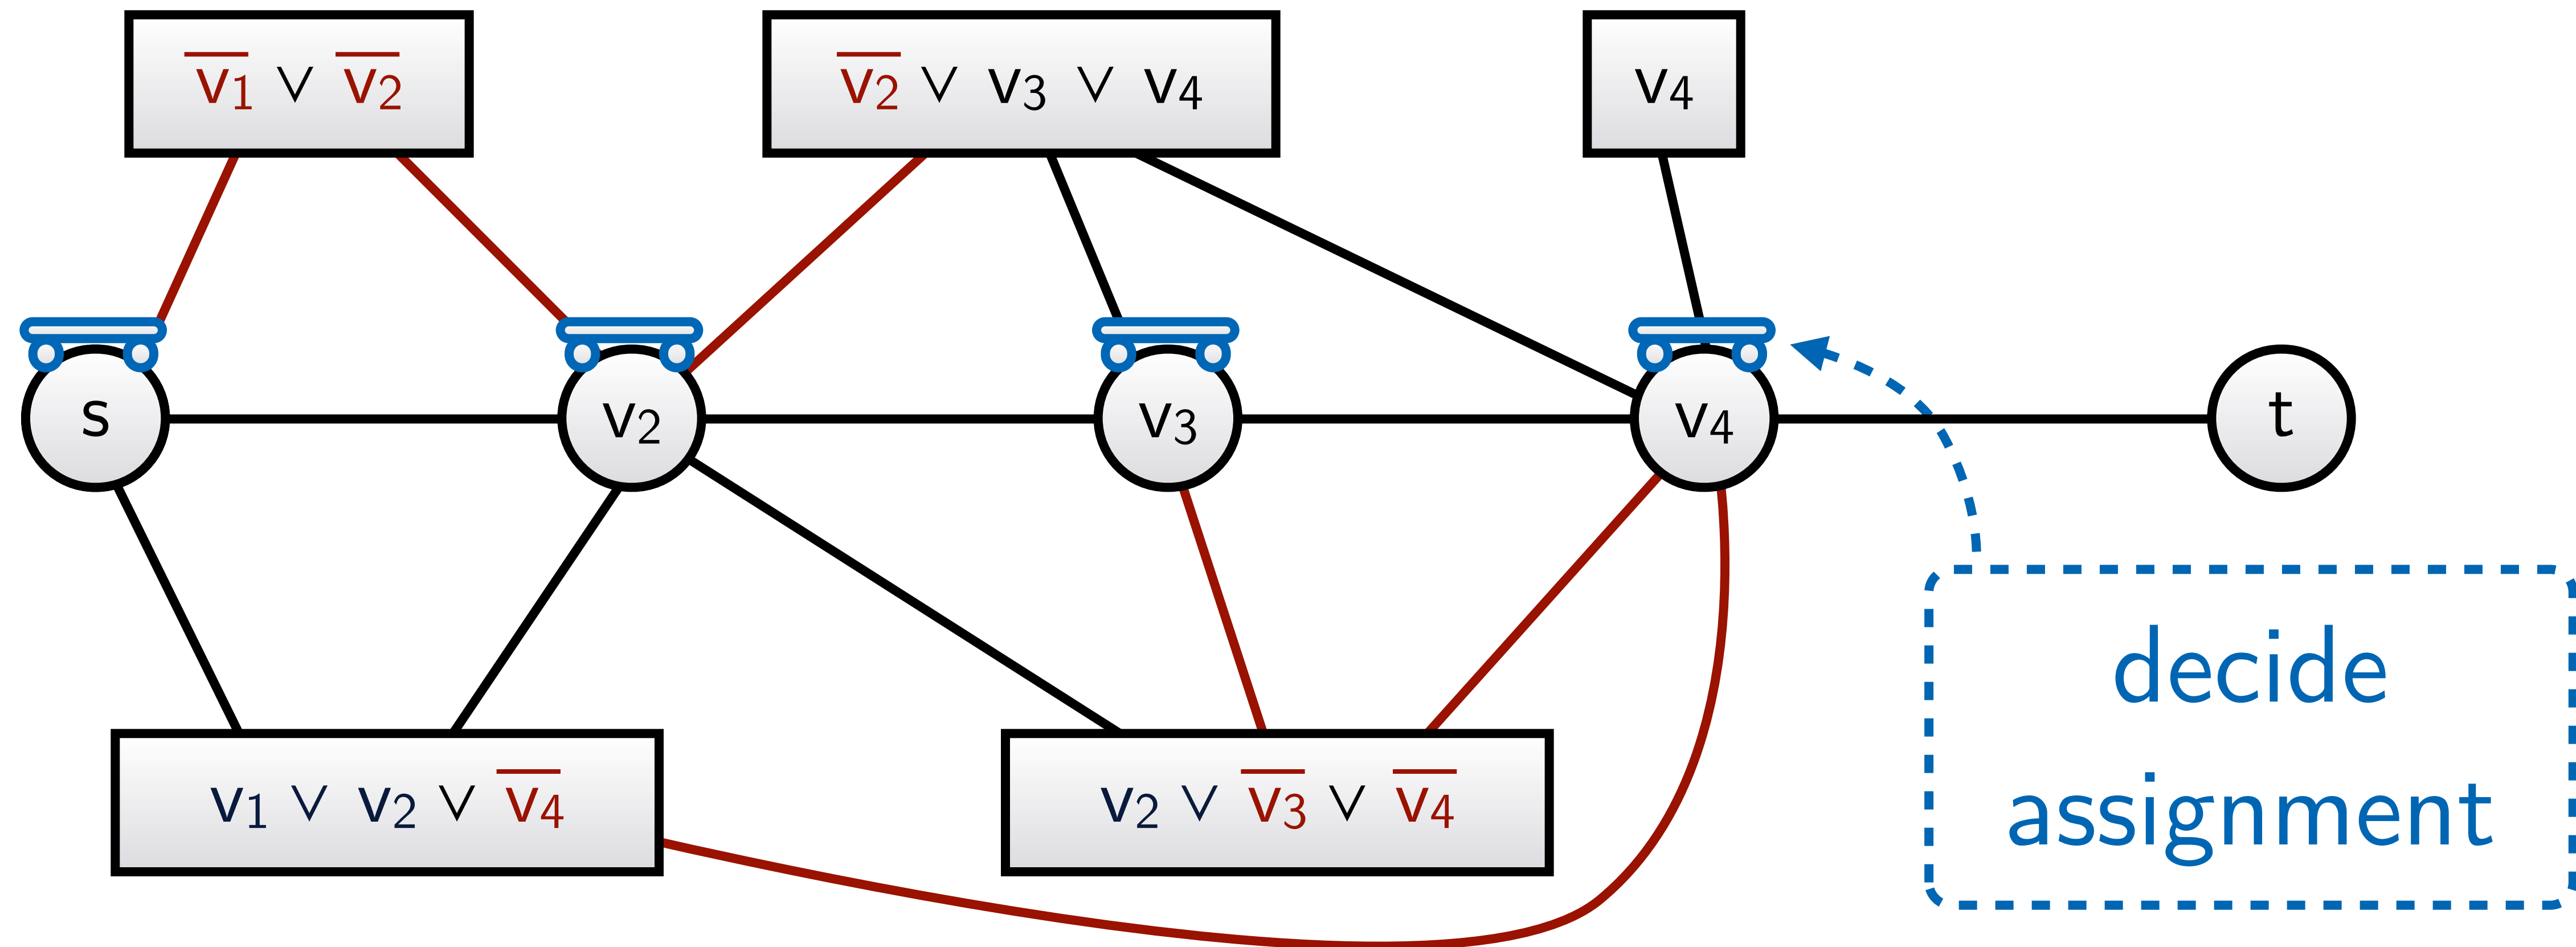 v̅₁ ∨ v̅₂
v̅₂ ∨ v₃ ∨ v₄
v₄
s
v₂
v₃
v₄
t
v₁ ∨ v₂ ∨ v̅₄
v₂ ∨ v̅₃ ∨ v̅₄
decide
assignment